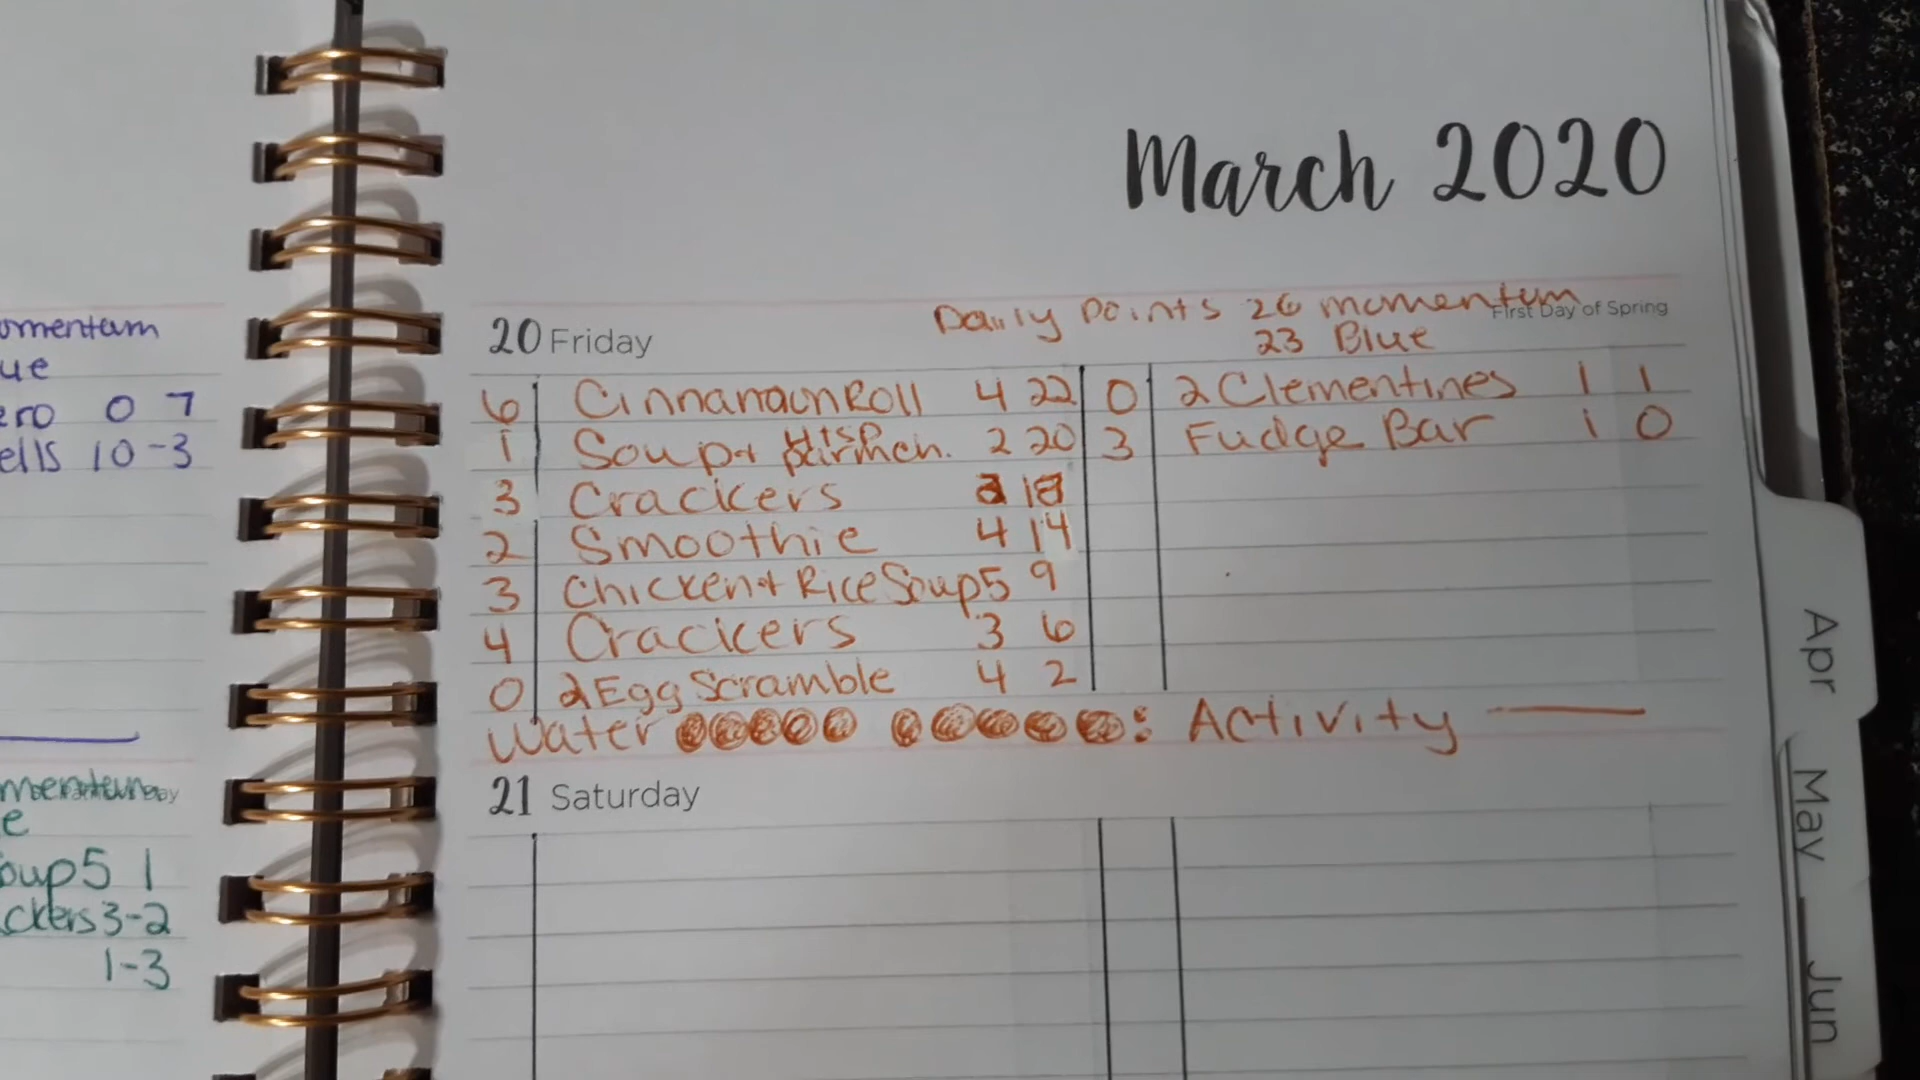 March 2020
20 Friday
Daily Points 26 momentum
First Day of Spring
23 Blue
6 Cinnamon Roll 4 22
1 Soup + 2 20
3 Crackers 2 18
2 Smoothie 4 14
3 Chicken + Rice Soup 5 9
4 Crackers 3 6
0 2 Egg Scramble 4 2
0 2 Clementines 1 1
3 Fudge Bar 1 0
Water : Activity
21 Saturday
omentum
ue
ero 0 7
ells 10 -3
e
oup 5 1
ckers 3 -2
1 -3
Apr
May
Jun